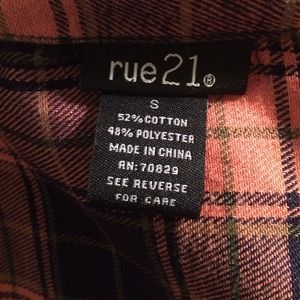 rue21®
S
52% COTTON
48% POLYESTER
MADE IN CHINA
RN: 70829
SEE REVERSE
FOR CARE